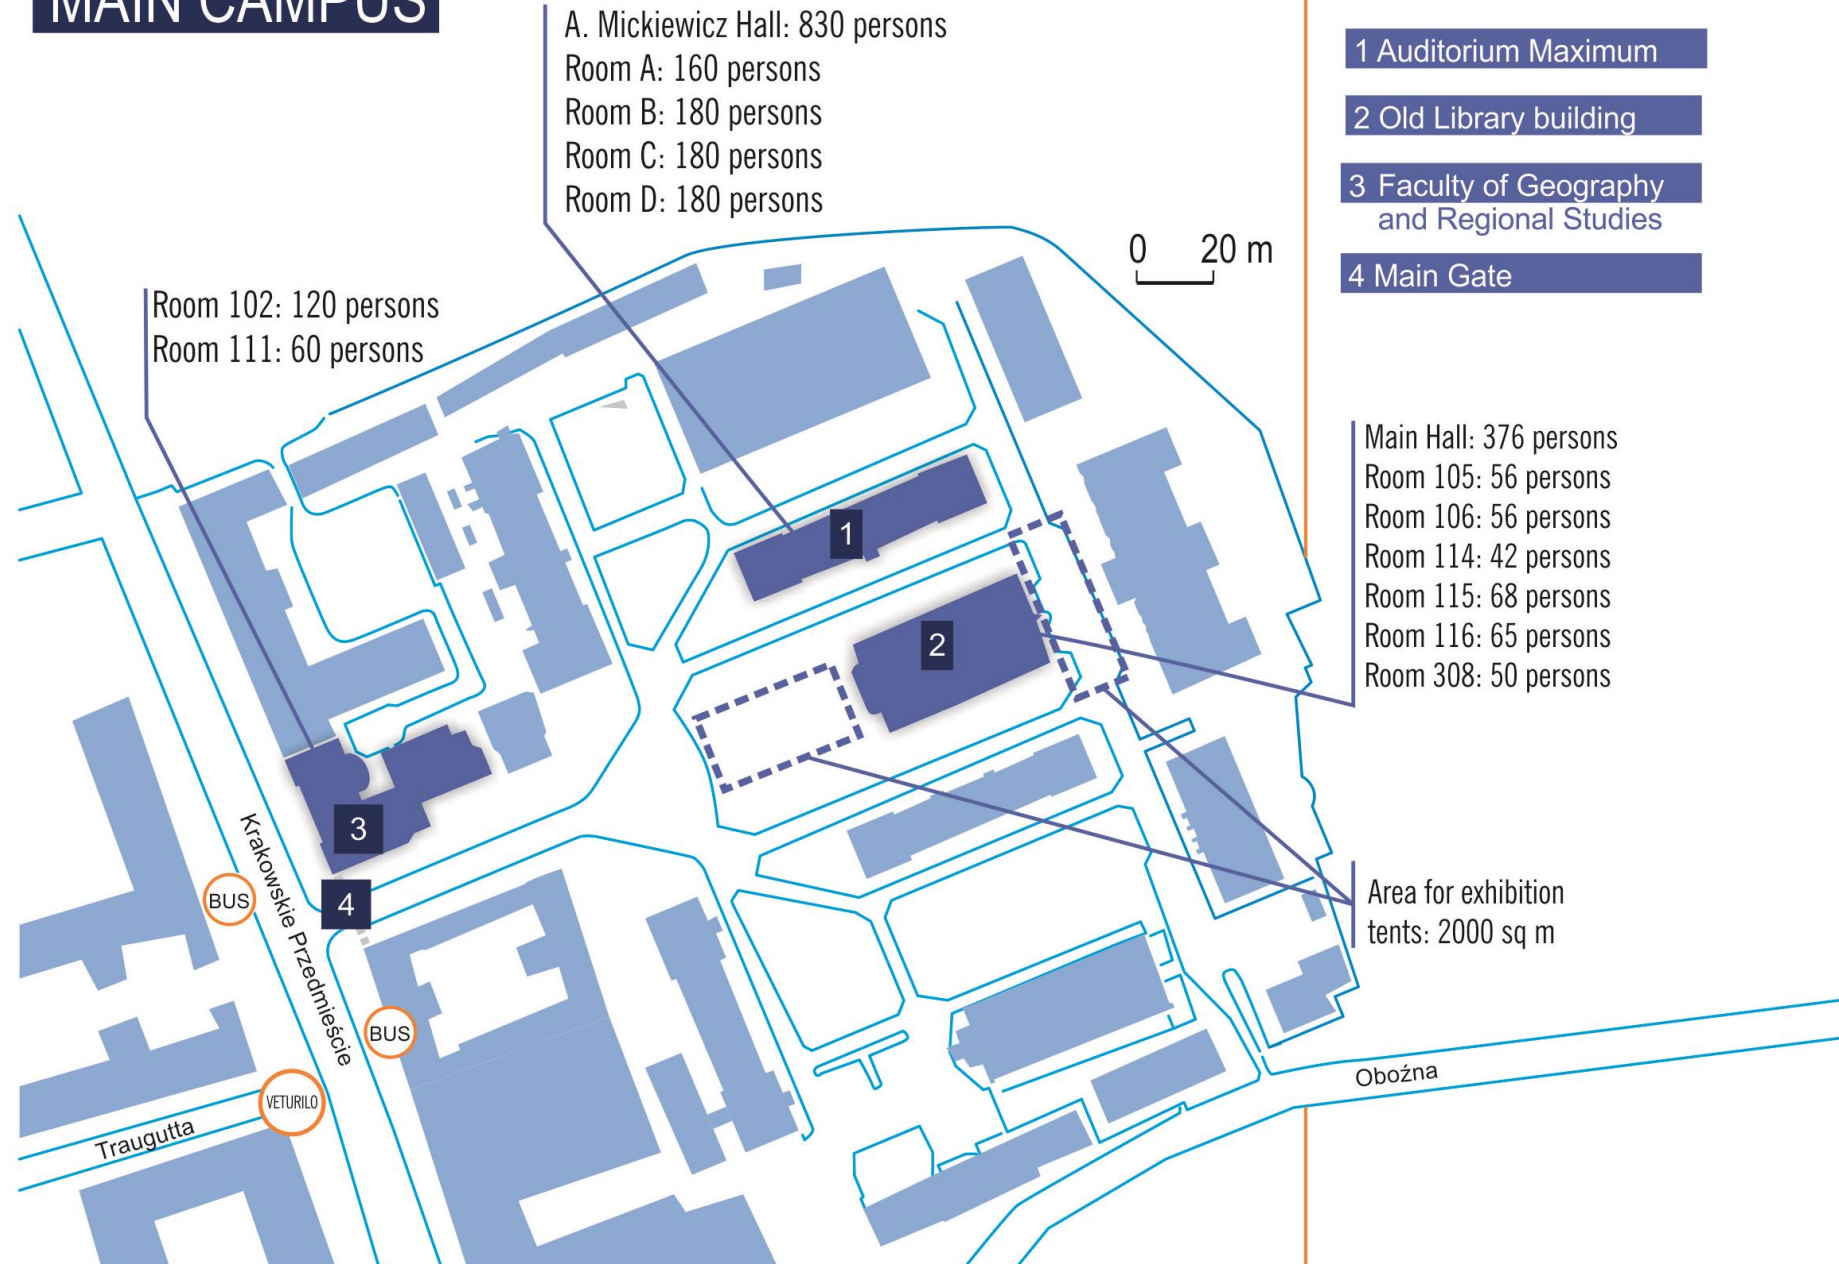 MAIN CAMPUS
A. Mickiewicz Hall: 830 persons
Room A: 160 persons
Room B: 180 persons
Room C: 180 persons
Room D: 180 persons
1 Auditorium Maximum
2 Old Library building
3 Faculty of Geography
and Regional Studies
4 Main Gate
0 20 m
Room 102: 120 persons
Room 111: 60 persons
Main Hall: 376 persons
Room 105: 56 persons
Room 106: 56 persons
Room 114: 42 persons
Room 115: 68 persons
Room 116: 65 persons
Room 308: 50 persons
1
2
3
4
Area for exhibition
tents: 2000 sq m
Krakowskie Przedmieście
BUS
BUS
VETURILO
Traugutta
Oboźna